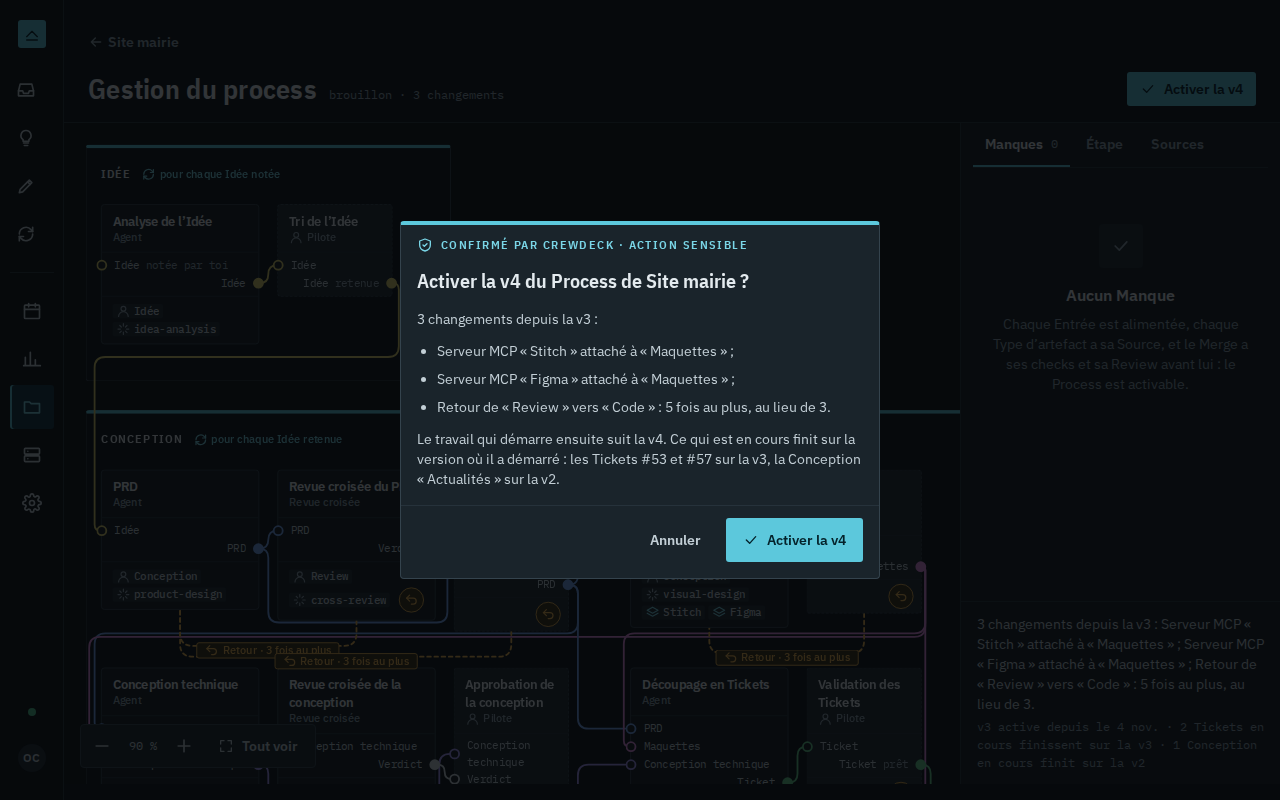 ← Site mairie
Gestion du process brouillon · 3 changements
Activer la v4
IDÉE pour chaque Idée notée
Analyse de l'Idée
Agent
Idée notée par toi
Idée
Idée
idea-analysis
Tri de l'Idée
Pilote
Idée
Idée retenue
CONFIRMÉ PAR CREWDECK · ACTION SENSIBLE
Activer la v4 du Process de Site mairie ?
3 changements depuis la v3 :
• Serveur MCP « Stitch » attaché à « Maquettes » ;
• Serveur MCP « Figma » attaché à « Maquettes » ;
• Retour de « Review » vers « Code » : 5 fois au plus, au lieu de 3.
Le travail qui démarre ensuite suit la v4. Ce qui est en cours finit sur la
version où il a démarré : les Tickets #53 et #57 sur la v3, la Conception
« Actualités » sur la v2.
Annuler
Activer la v4
Manques 0 Étape Sources
Aucun Manque
Chaque Entrée est alimentée, chaque
Type d'artefact a sa Source, et le Merge a
ses checks et sa Review avant lui : le
Process est activable.
CONCEPTION pour chaque Idée retenue
PRD
Agent
Idée
PRD
Conception
product-design
Revue croisée du P
Revue croisée
PRD
Verd
Review
cross-review
PRD
visual-design
Stitch Figma
ettes
Retour · 3 fois au plus
Retour · 3 fois au plus
Retour · 3 fois au plus
Conception technique
Agent
Revue croisée de la
conception
Revue croisée
eption technique
Verdict
Approbation de
la conception
Pilote
Conception
technique
Verdict
Découpage en Tickets
Agent
PRD
Maquettes
Conception technique
Ticket
Validation des
Tickets
Pilote
Ticket
Ticket prêt
90 % Tout voir
OC
3 changements depuis la v3 : Serveur MCP «
Stitch » attaché à « Maquettes » ; Serveur MCP
« Figma » attaché à « Maquettes » ; Retour de
« Review » vers « Code » : 5 fois au plus, au
lieu de 3.
v3 active depuis le 4 nov. · 2 Tickets en
cours finissent sur la v3 · 1 Conception
en cours finit sur la v2